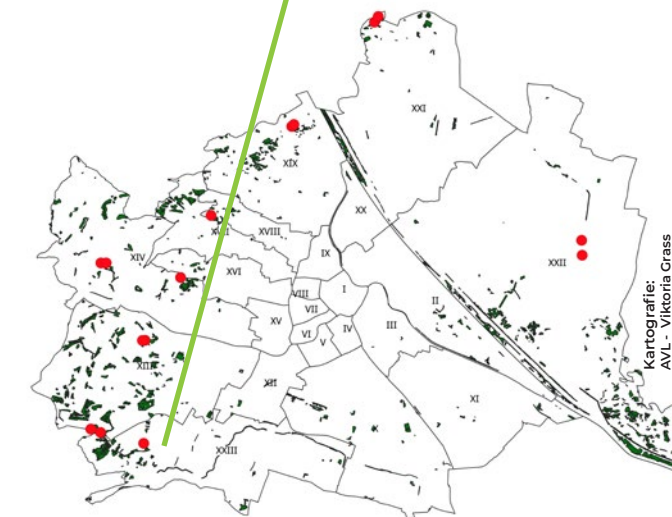 XXI
XIX
XX
XVII
XVIII
IX
XIV
XXII
XVI
I
VIII
II
VII
XV
III
IV
VI
V
XIII
XII
XI
X
XXIII
Kartografie:
AVL - Viktoria Grass